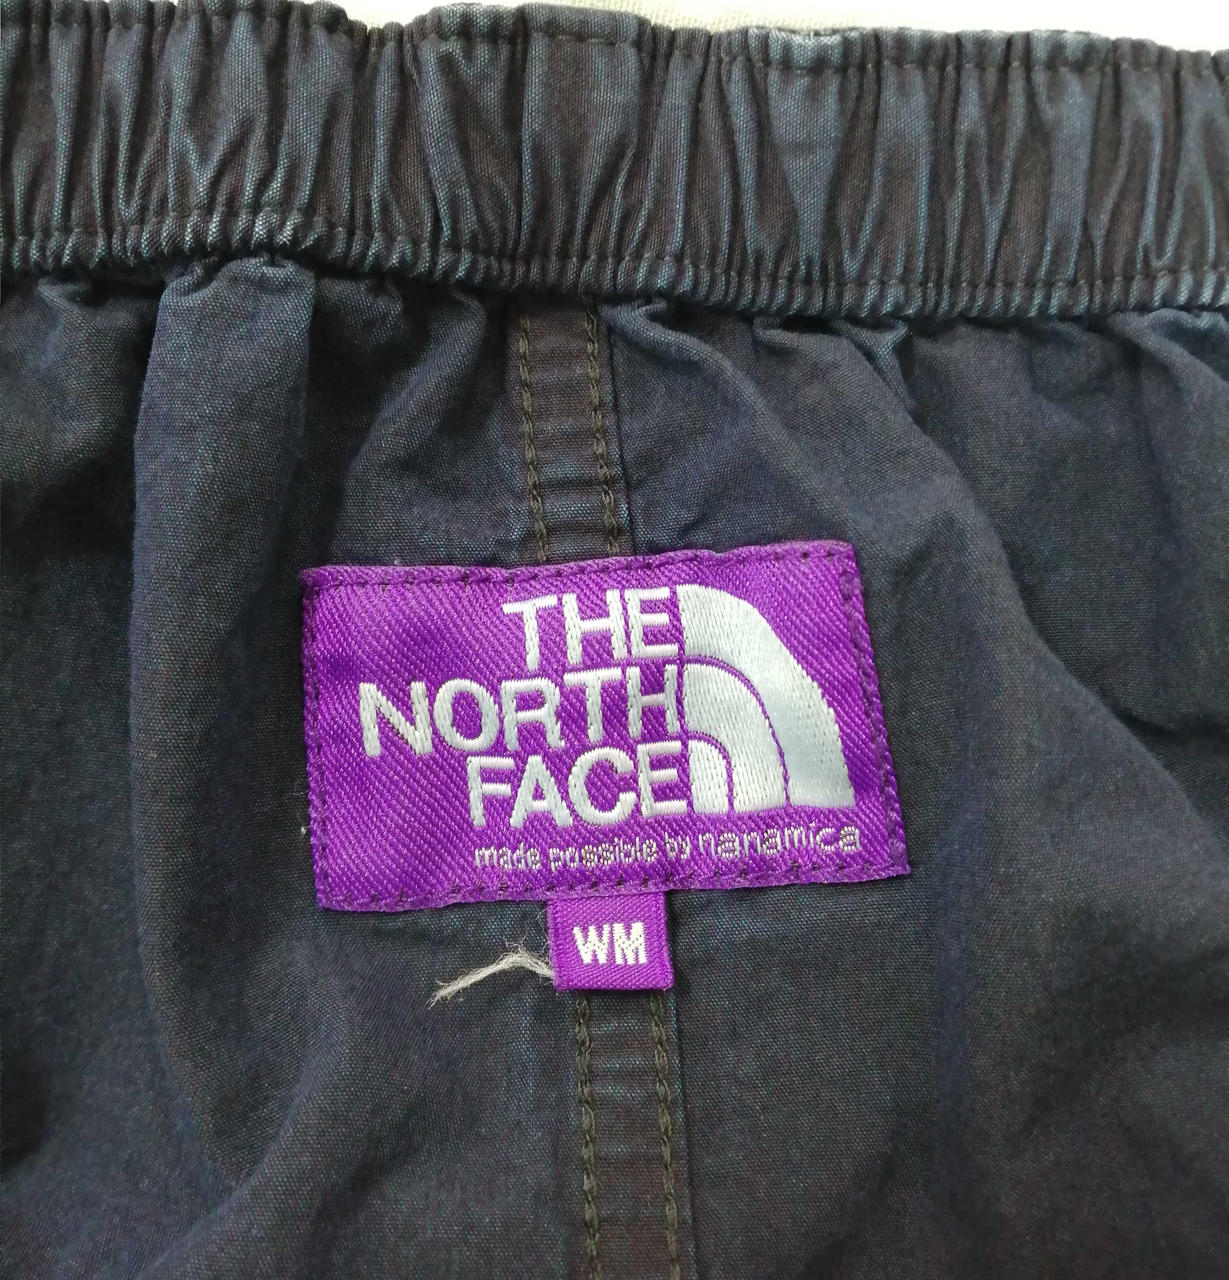 THE
NORTH
FACE
made possible by nanamica
WM